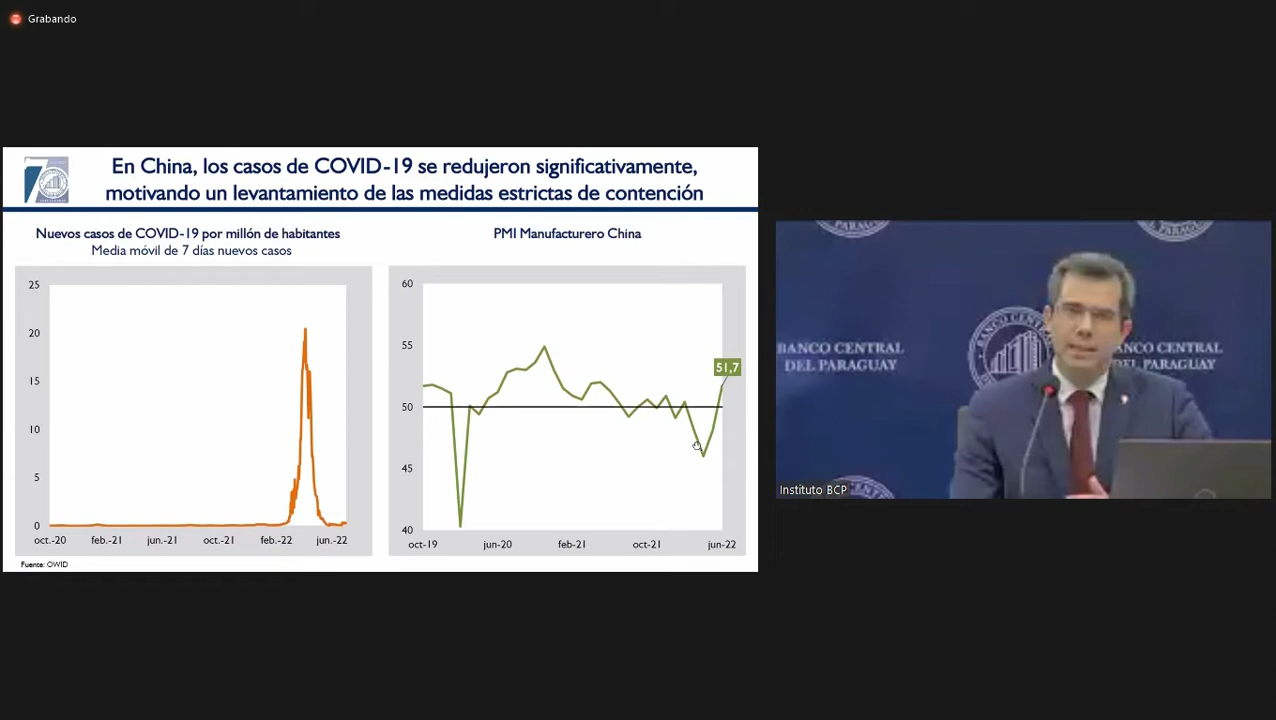 Grabando
En China, los casos de COVID-19 se redujeron significativamente,
motivando un levantamiento de las medidas estrictas de contención
Nuevos casos de COVID-19 por millón de habitantes
Media móvil de 7 días nuevos casos
25
20
15
10
5
0
oct.-20 feb.-21 jun.-21 oct.-21 feb.-22 jun.-22
Fuente: OWID
PMI Manufacturero China
60
55
50
45
40
51,7
oct-19 jun-20 feb-21 oct-21 jun-22
BANCO CENTRAL
DEL PARAGUAY
BANCO CENTRAL
DEL PARAGUAY
BANCO CENTRAL
Instituto BCP